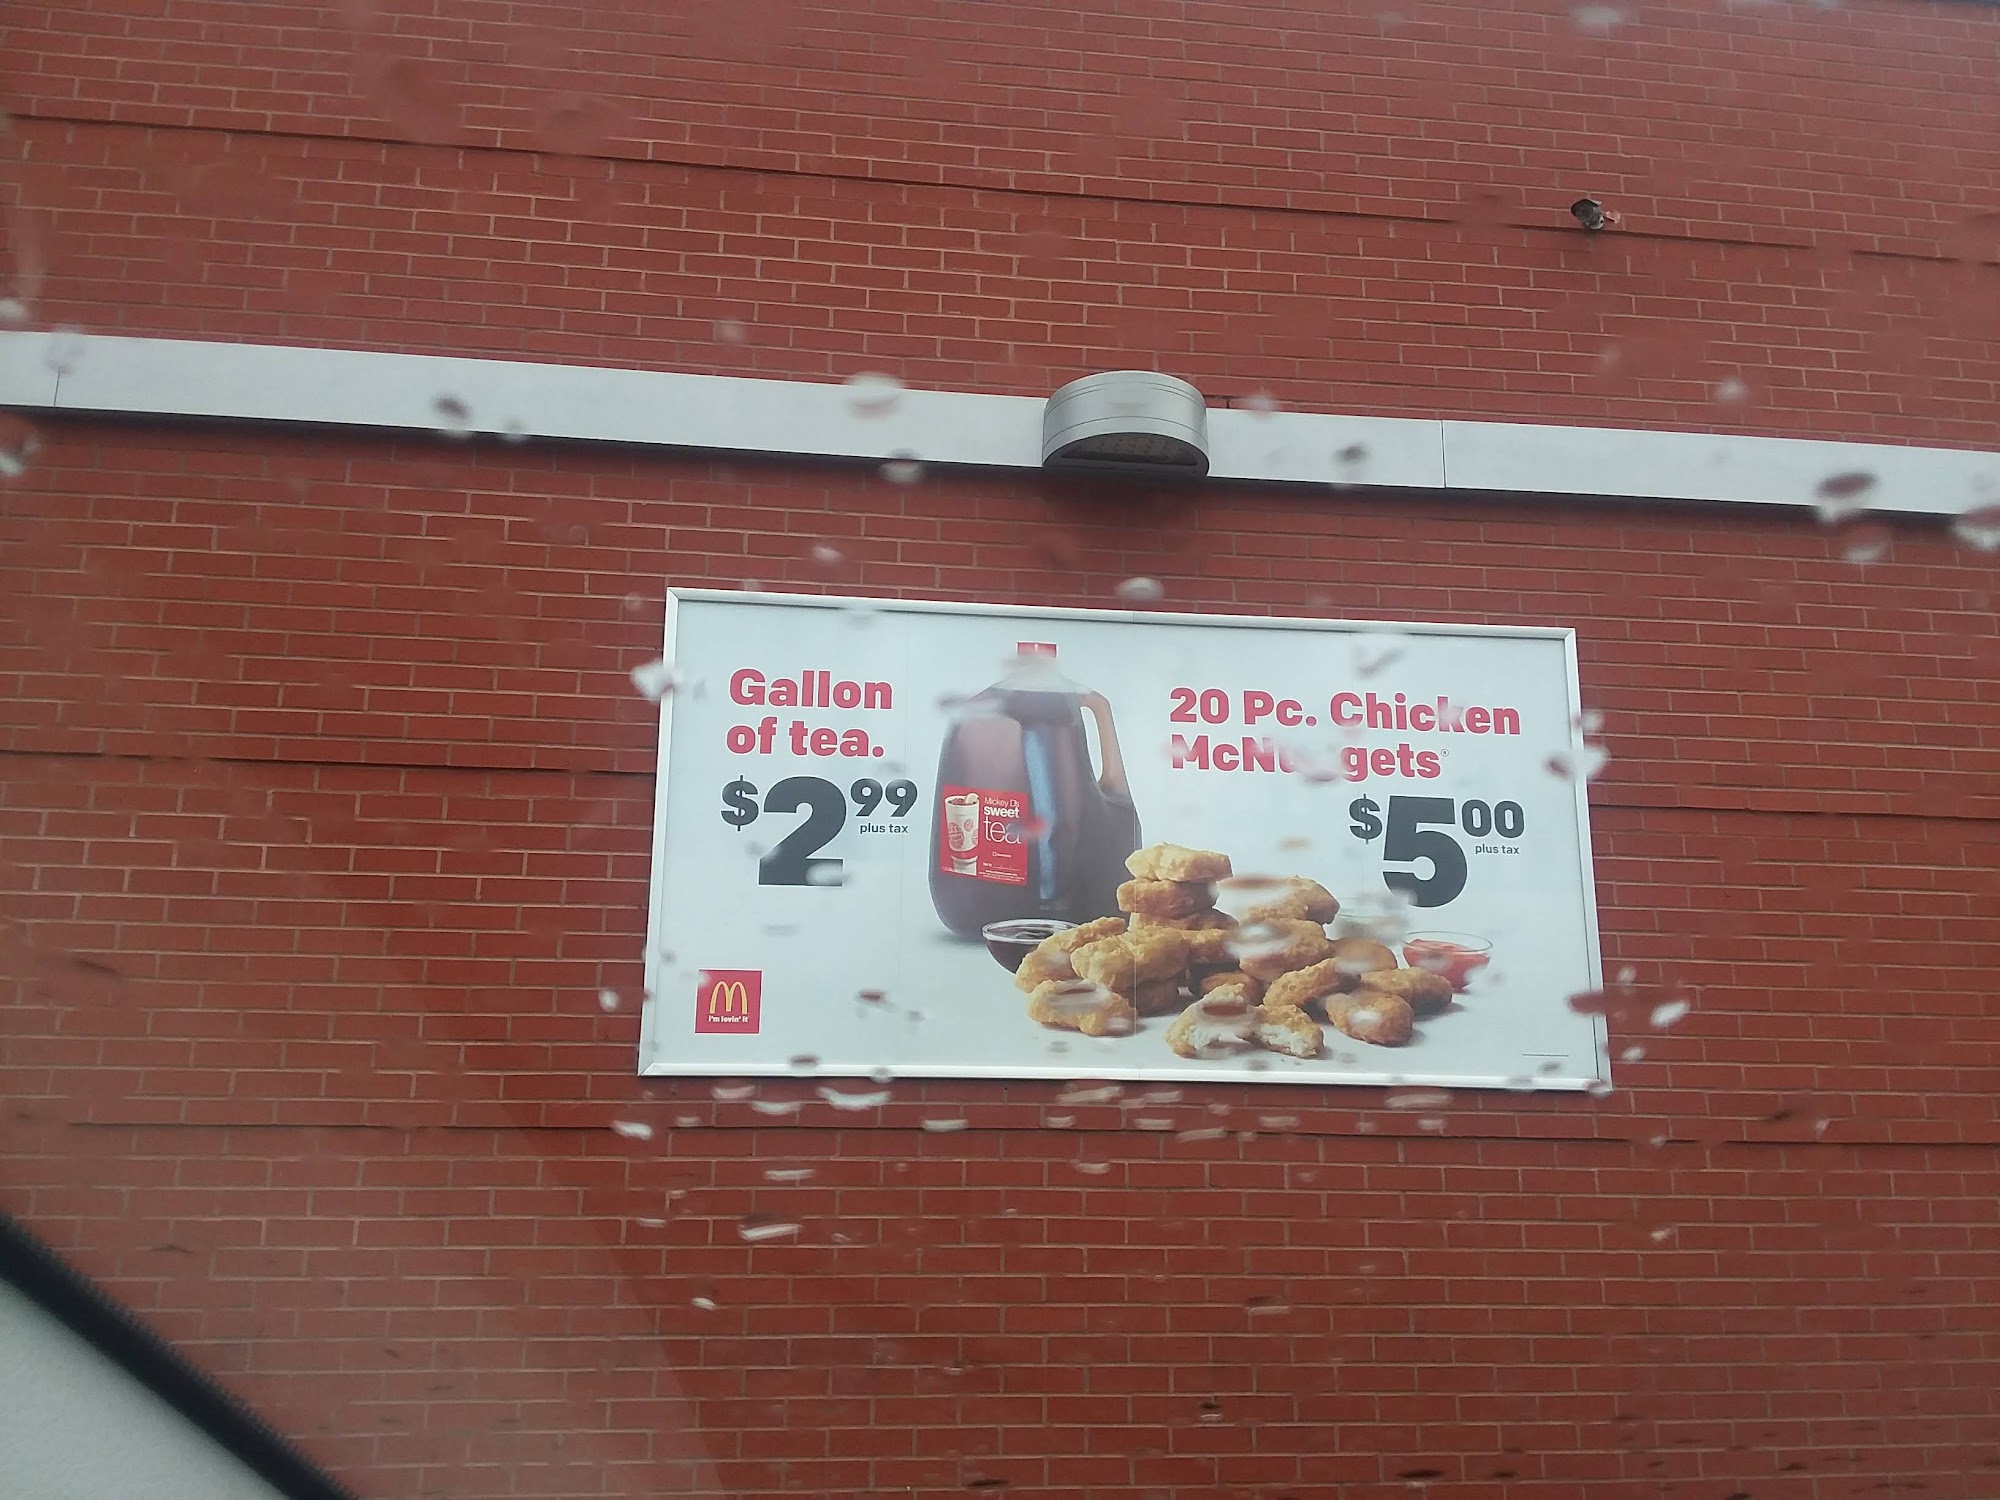 Gallon
of tea.
$2 99
plus tax
Mickey D's
sweet
tea
20 Pc. Chicken
McNuggets®
$5 00
plus tax
i'm lovin' it